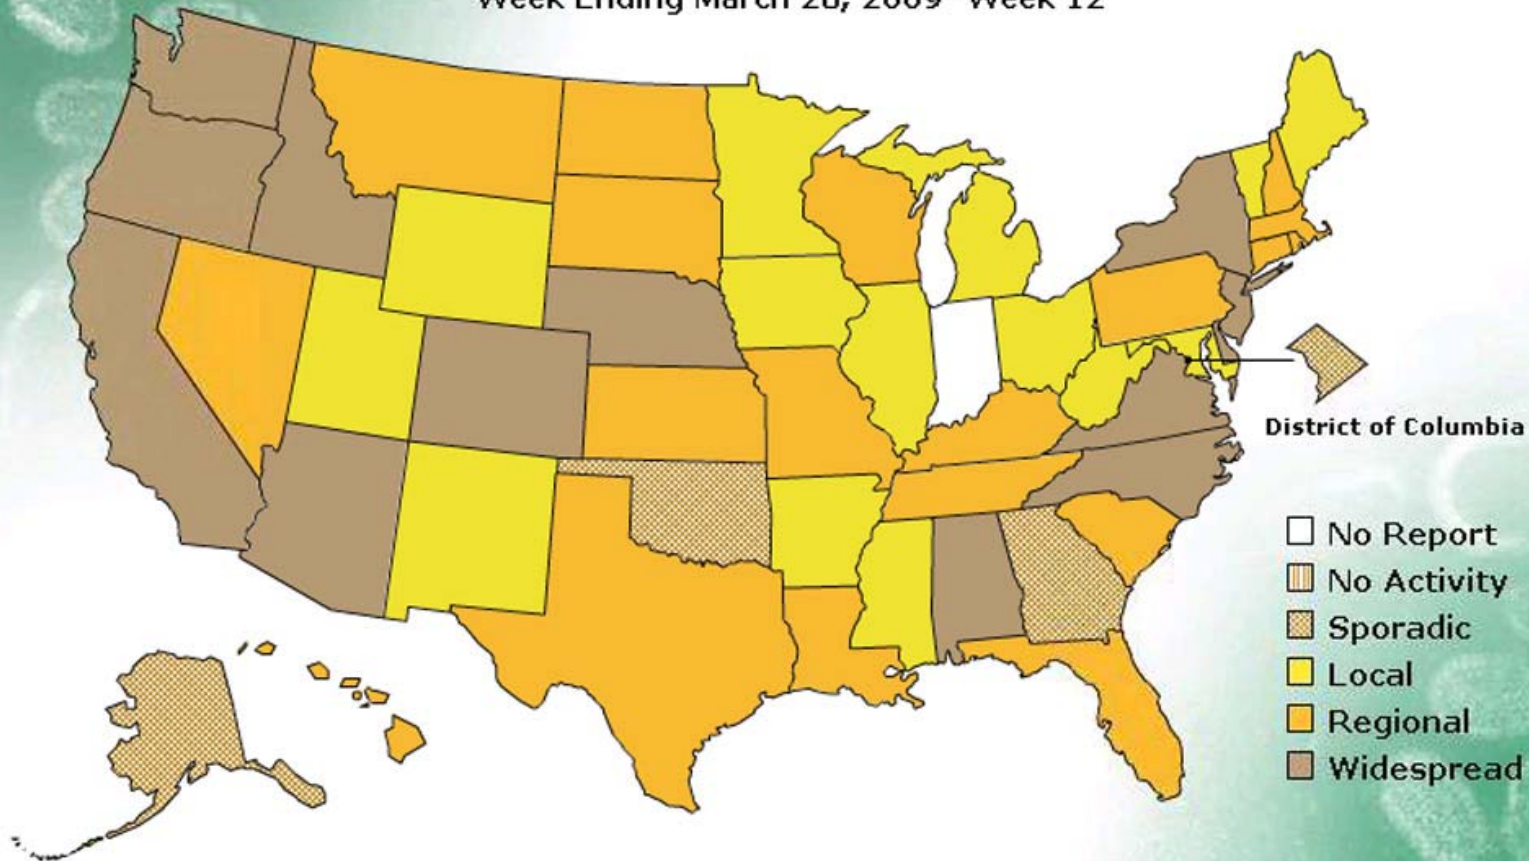 Week Ending March 28, 2009- Week 12
District of Columbia
No Report
No Activity
Sporadic
Local
Regional
Widespread